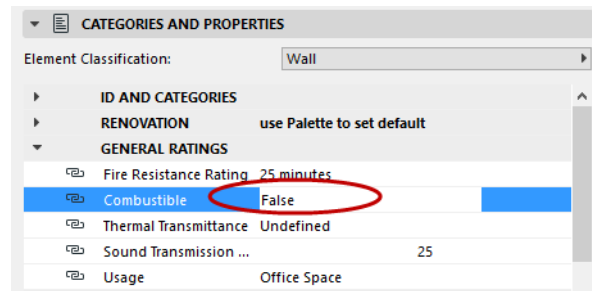 CATEGORIES AND PROPERTIES
Element Classification: Wall
ID AND CATEGORIES
RENOVATION use Palette to set default
GENERAL RATINGS
Fire Resistance Rating 25 minutes
Combustible False
Thermal Transmittance Undefined
Sound Transmission ... 25
Usage Office Space